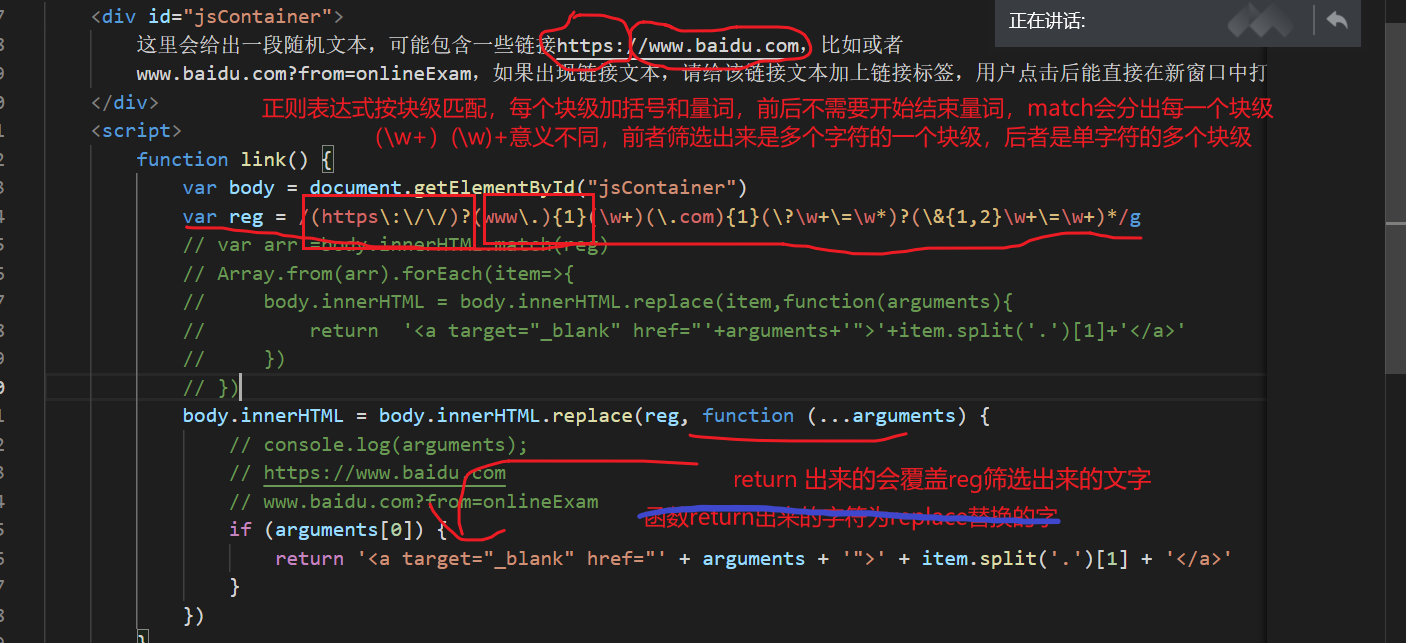 <div id="jsContainer">
正在讲话:
这里会给出一段随机文本，可能包含一些链接https://www.baidu.com，比如或者
www.baidu.com?from=onlineExam，如果出现链接文本，请给该链接文本加上链接标签，用户点击后能直接在新窗口中打
</div>
正则表达式按块级匹配，每个块级加括号和量词，前后不需要开始结束量词，match会分出每一个块级
<script>
（\w+）(\w)+意义不同，前者筛选出来是多个字符的一个块级，后者是单字符的多个块级
function link() {
var body = document.getElementById("jsContainer")
var reg = /(https\:\/\/)?(www\.){1}(\w+)(\.com){1}(\?\w+\=\w*)?(\&{1,2}\w+\=\w+)*/g
// var arr =body.innerHTML.match(reg)
// Array.from(arr).forEach(item=>{
// body.innerHTML = body.innerHTML.replace(item,function(arguments){
// return '<a target="_blank" href="'+arguments+'">'+item.split('.')[1]+'</a>'
// })
// })
body.innerHTML = body.innerHTML.replace(reg, function (...arguments) {
// console.log(arguments);
// https://www.baidu.com
return 出来的会覆盖reg筛选出来的文字
// www.baidu.com?from=onlineExam
函数return出来的字符为replace替换的字
if (arguments[0]) {
return '<a target="_blank" href="' + arguments + '">' + item.split('.')[1] + '</a>'
}
})
}